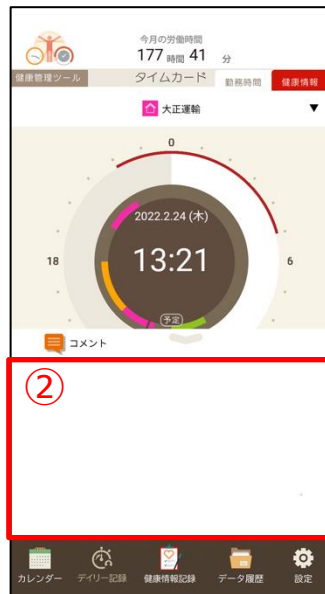 今月の労働時間
177 時間 41 分
健康管理ツール
タイムカード
勤務時間
健康情報
大正運輸 ▼
0
2022.2.24 (木)
18
13:21
6
予定
コメント
②
カレンダー デイリー記録 健康情報記録 データ履歴 設定